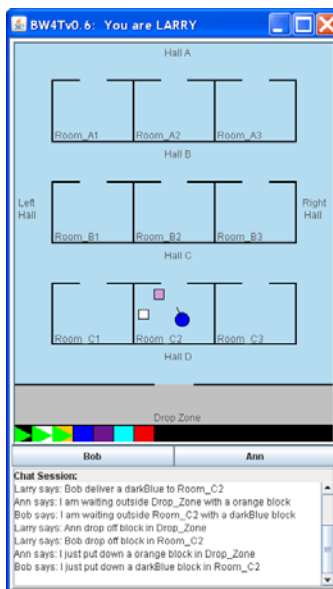 BW4Tv0.6: You are LARRY
Hall A
Room_A1 Room_A2 Room_A3
Hall B
Left Hall
Right Hall
Room_B1 Room_B2 Room_B3
Hall C
Room_C1 Room_C2 Room_C3
Hall D
Drop Zone
Bob Ann
Chat Session:
Larry says: Bob deliver a darkBlue to Room_C2
Ann says: I am waiting outside Drop_Zone with a orange block
Bob says: I am waiting outside Room_C2 with a darkBlue block
Larry says: Ann drop off block in Drop_Zone
Larry says: Bob drop off block in Room_C2
Ann says: I just put down a orange block in Drop_Zone
Bob says: I just put down a darkBlue block in Room_C2